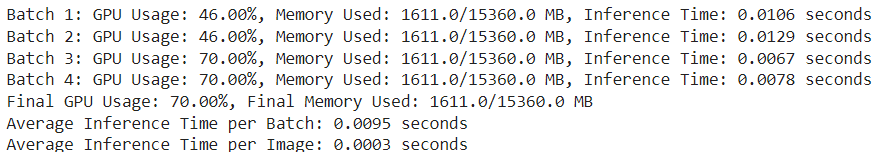 Batch 1: GPU Usage: 46.00%, Memory Used: 1611.0/15360.0 MB, Inference Time: 0.0106 seconds
Batch 2: GPU Usage: 46.00%, Memory Used: 1611.0/15360.0 MB, Inference Time: 0.0129 seconds
Batch 3: GPU Usage: 70.00%, Memory Used: 1611.0/15360.0 MB, Inference Time: 0.0067 seconds
Batch 4: GPU Usage: 70.00%, Memory Used: 1611.0/15360.0 MB, Inference Time: 0.0078 seconds
Final GPU Usage: 70.00%, Final Memory Used: 1611.0/15360.0 MB
Average Inference Time per Batch: 0.0095 seconds
Average Inference Time per Image: 0.0003 seconds